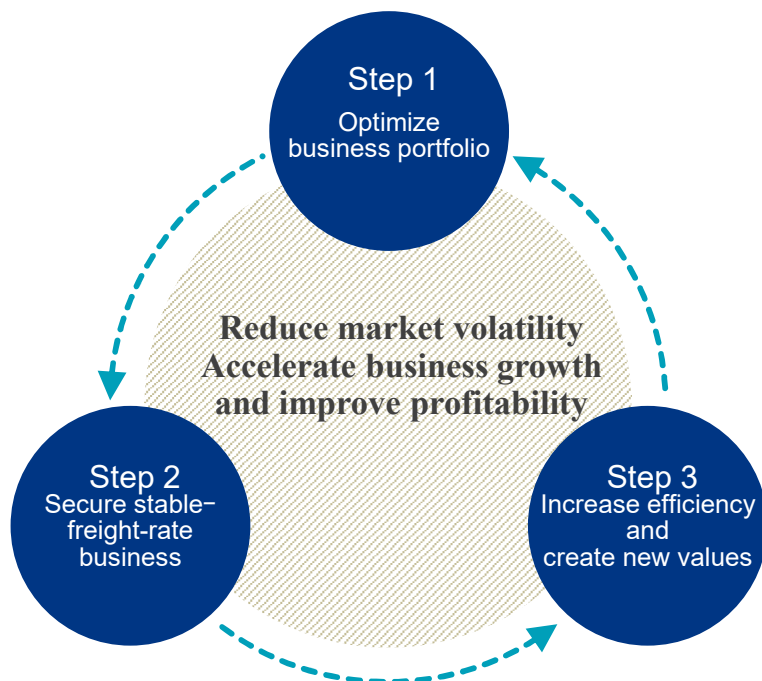 Step 1
Optimize
business portfolio
Reduce market volatility
Accelerate business growth
and improve profitability
Step 2
Secure stable−
freight-rate
business
Step 3
Increase efficiency
and
create new values